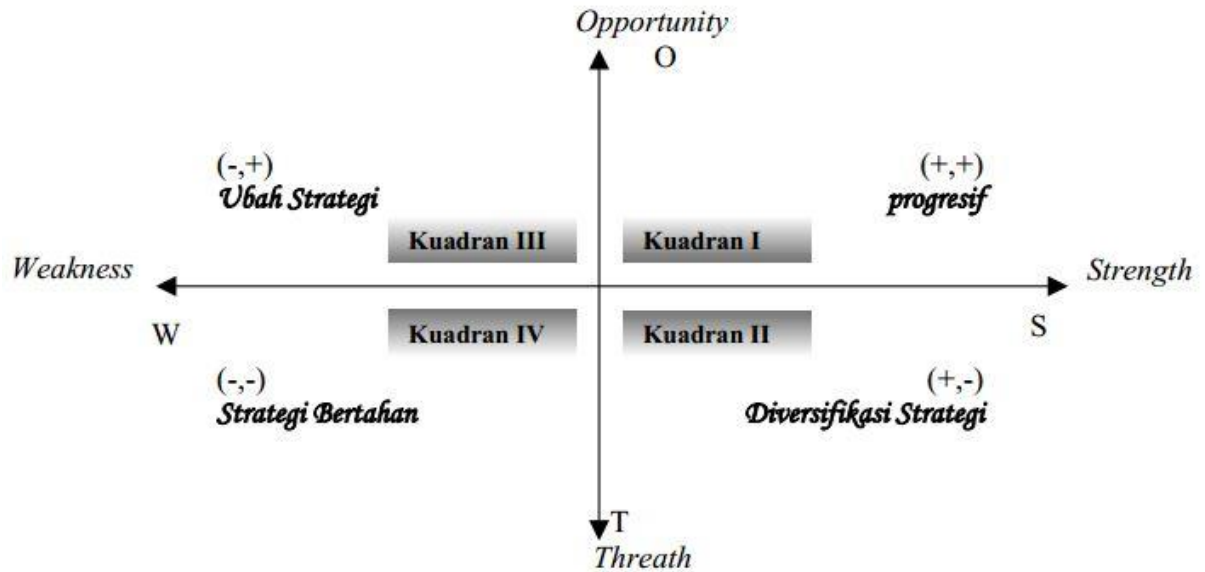 Opportunity
O
(-,+)
Ubah Strategi
(+,+)
progresif
Kuadran III
Kuadran I
Weakness
Strength
W
S
Kuadran IV
Kuadran II
(-,-)
Strategi Bertahan
(+,-)
Diversifikasi Strategi
T
Threath